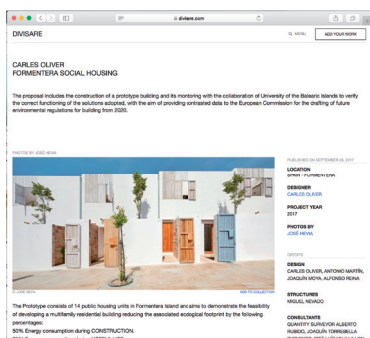 divisare.com
DIVISARE
MENU
ADD YOUR WORK
CARLES OLIVER
FORMENTERA SOCIAL HOUSING
The proposal includes the construction of a prototype building and its montoring with the collaboration of University of the Balearic Islands to verify
the correct functioning of the solutions adopted, with the aim of providing contrasted data to the European Commission for the drafting of future
environmental regulations for building from 2020.
PHOTOS BY JOSÉ HEVIA
PUBLISHED ON SEPTEMBER 29, 2017
LOCATION
SPAIN - FORMENTERA
DESIGNER
CARLES OLIVER
PROJECT YEAR
2017
PHOTOS BY
JOSÉ HEVIA
CREDITS
DESIGN
CARLES OLIVER, ANTONIO MARTÍN,
JOAQUÍN MOYA, ALFONSO REINA
STRUCTURES
MIGUEL NEVADO
CONSULTANTS
QUANTITY SURVEYOR ALBERTO
RUBIDO, JOAQUÍN TORREBELLA
© JOSÉ HEVIA
ADD TO COLLECTION
The Prototype consists of 14 public housing units in Formentera Island anc aims to demonstrate the feasibility
of developing a multifamily residential building reducing the associated ecological footprint by the following
percentages:
50% Energy consumption during CONSTRUCTION.